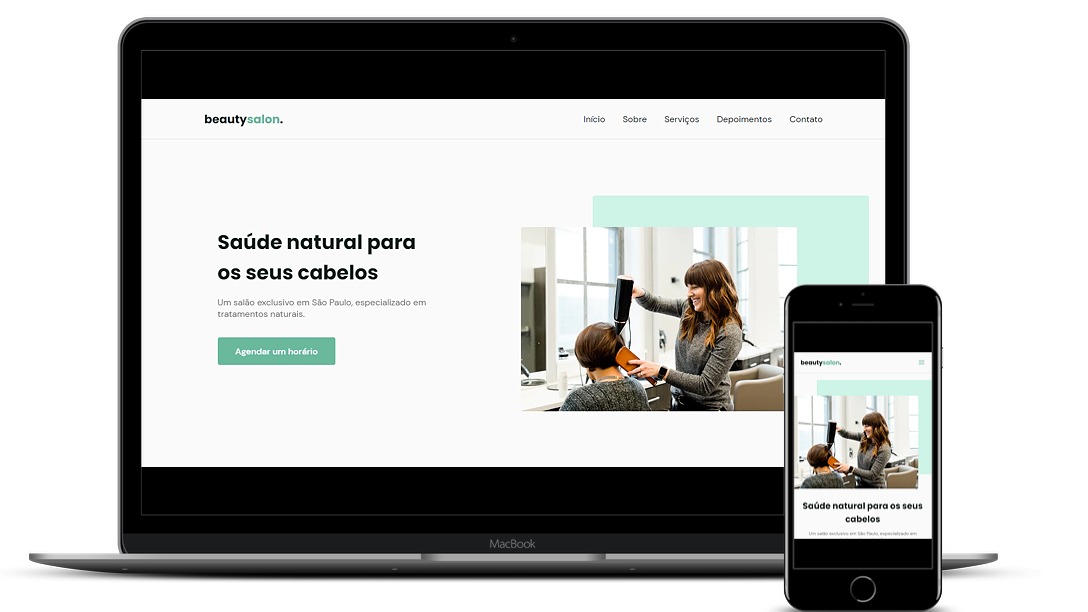 beautysalon.
Início Sobre Serviços Depoimentos Contato
Saúde natural para
os seus cabelos
Um salão exclusivo em São Paulo, especializado em
tratamentos naturais.
Agendar um horário
MacBook
beautysalon.
Saúde natural para os seus
cabelos
Um salão exclusivo em São Paulo, especializado em